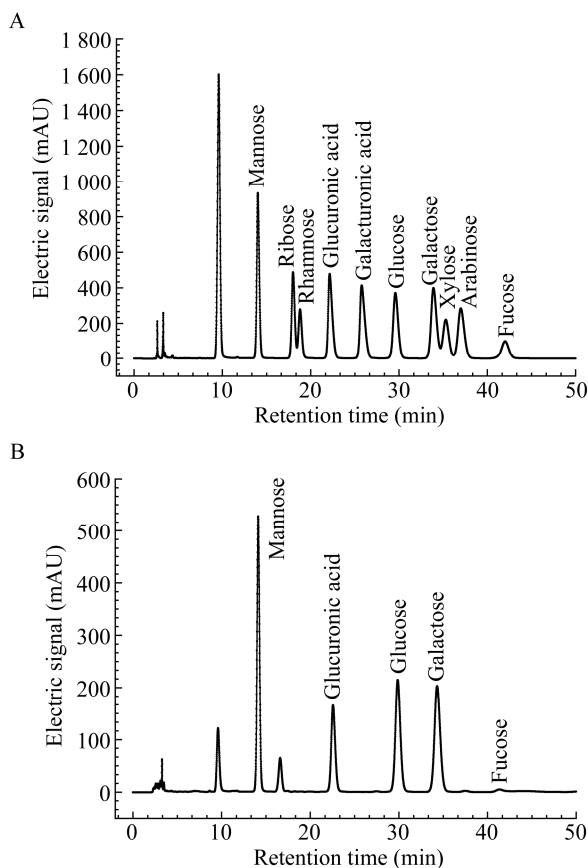 A
1 800
1 600
1 400
1 200
1 000
800
600
400
200
0
Electric signal (mAU)
Mannose
Ribose
Rhamnose
Glucuronic acid
Galacturonic acid
Glucose
Galactose
Xylose
Arabinose
Fucose
0 10 20 30 40 50
Retention time (min)
B
600
500
400
300
200
100
0
Electric signal (mAU)
Mannose
Glucuronic acid
Glucose
Galactose
Fucose
0 10 20 30 40 50
Retention time (min)